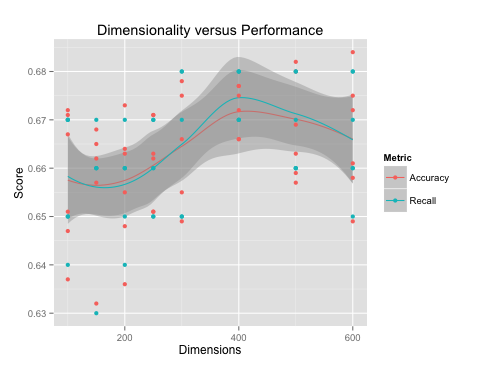 Dimensionality versus Performance
Score
0.68
0.67
0.66
0.65
0.64
0.63
200
400
600
Dimensions
Metric
Accuracy
Recall